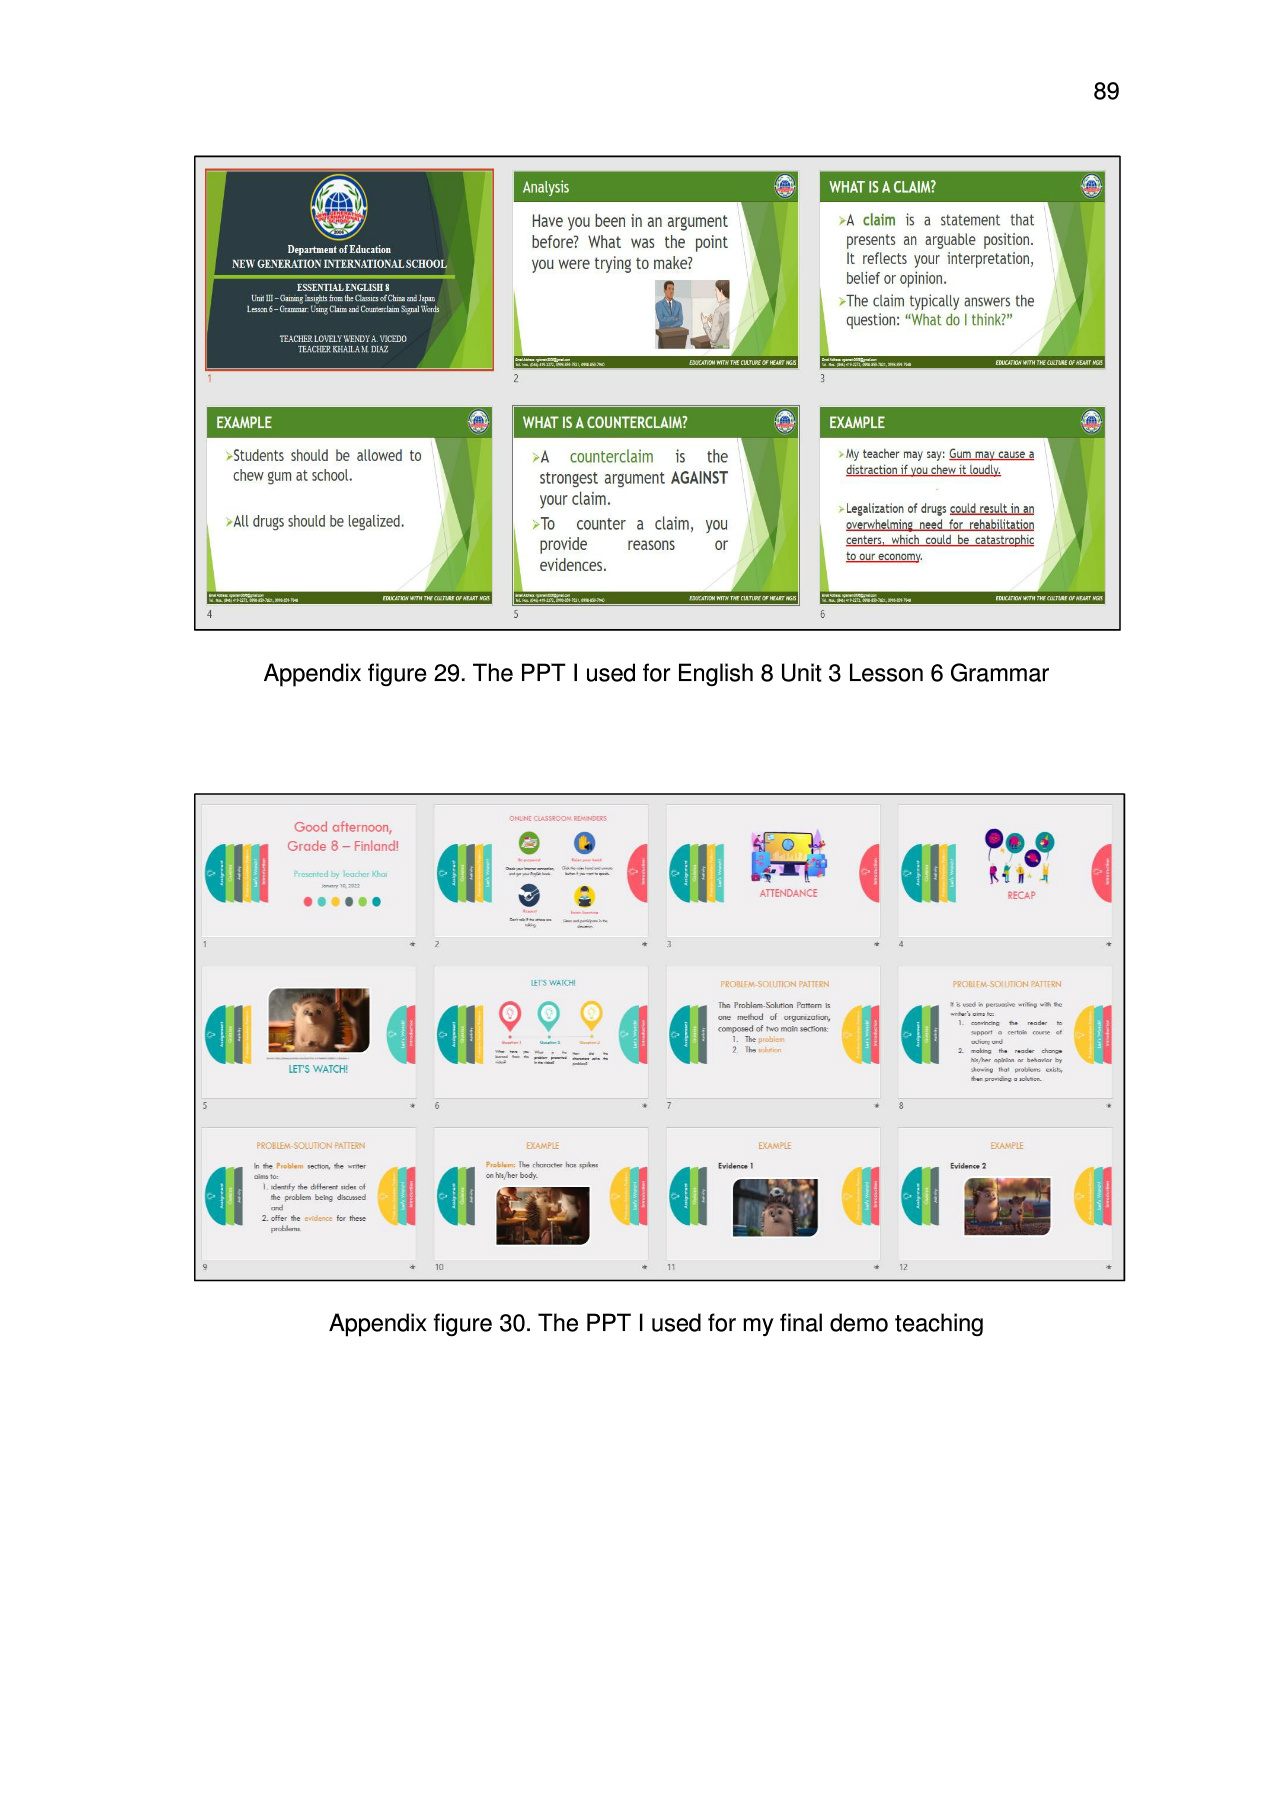 89
Department of Education
NEW GENERATION INTERNATIONAL SCHOOL
ESSENTIAL ENGLISH 8
Unit III – Gaining Insights from the Classics of China and Japan
Lesson 6 – Grammar: Using Claim and Counterclaim Signal Words
TEACHER LOVELY WENDY A. VICEDO
TEACHER KHAILA M. DIAZ
1
Analysis
Have you been in an argument
before? What was the point
you were trying to make?
EDUCATION WITH THE CULTURE OF HEART NGIS
2
WHAT IS A CLAIM?
➢A claim is a statement that
presents an arguable position.
It reflects your interpretation,
belief or opinion.
➢The claim typically answers the
question: “What do I think?”
EDUCATION WITH THE CULTURE OF HEART NGIS
3
EXAMPLE
➢Students should be allowed to
chew gum at school.
➢All drugs should be legalized.
EDUCATION WITH THE CULTURE OF HEART NGIS
4
WHAT IS A COUNTERCLAIM?
➢A counterclaim is the
strongest argument AGAINST
your claim.
➢To counter a claim, you
provide reasons or
evidences.
EDUCATION WITH THE CULTURE OF HEART NGIS
5
EXAMPLE
➢My teacher may say: Gum may cause a
distraction if you chew it loudly.
➢Legalization of drugs could result in an
overwhelming need for rehabilitation
centers, which could be catastrophic
to our economy.
EDUCATION WITH THE CULTURE OF HEART NGIS
6
Appendix figure 29. The PPT I used for English 8 Unit 3 Lesson 6 Grammar
Good afternoon,
Grade 8 – Finland!
Presented by Teacher Khai
January 10, 2022
1
ONLINE CLASSROOM REMINDERS
Be prepared
Raise your hand
2
ATTENDANCE
3
RECAP
4
LET'S WATCH!
5
LET'S WATCH!
Question 1
Question 2
Question 3
6
PROBLEM-SOLUTION PATTERN
The Problem-Solution Pattern is
one method of organization,
composed of two main sections:
1. The problem
2. The solution
7
PROBLEM-SOLUTION PATTERN
It is used in persuasive writing with the
writer's aims to:
1. convincing the reader to
support a certain course of
action; and
2. making the reader change
his/her opinion or behavior by
showing that problems exists,
then providing a solution.
8
PROBLEM-SOLUTION PATTERN
In the Problem section, the writer
aims to:
1. identify the different sides of
the problem being discussed
and
2. offer the evidence for these
problems.
9
EXAMPLE
Problem: The character has spikes
on his/her body.
10
EXAMPLE
Evidence 1
11
EXAMPLE
Evidence 2
12
Appendix figure 30. The PPT I used for my final demo teaching